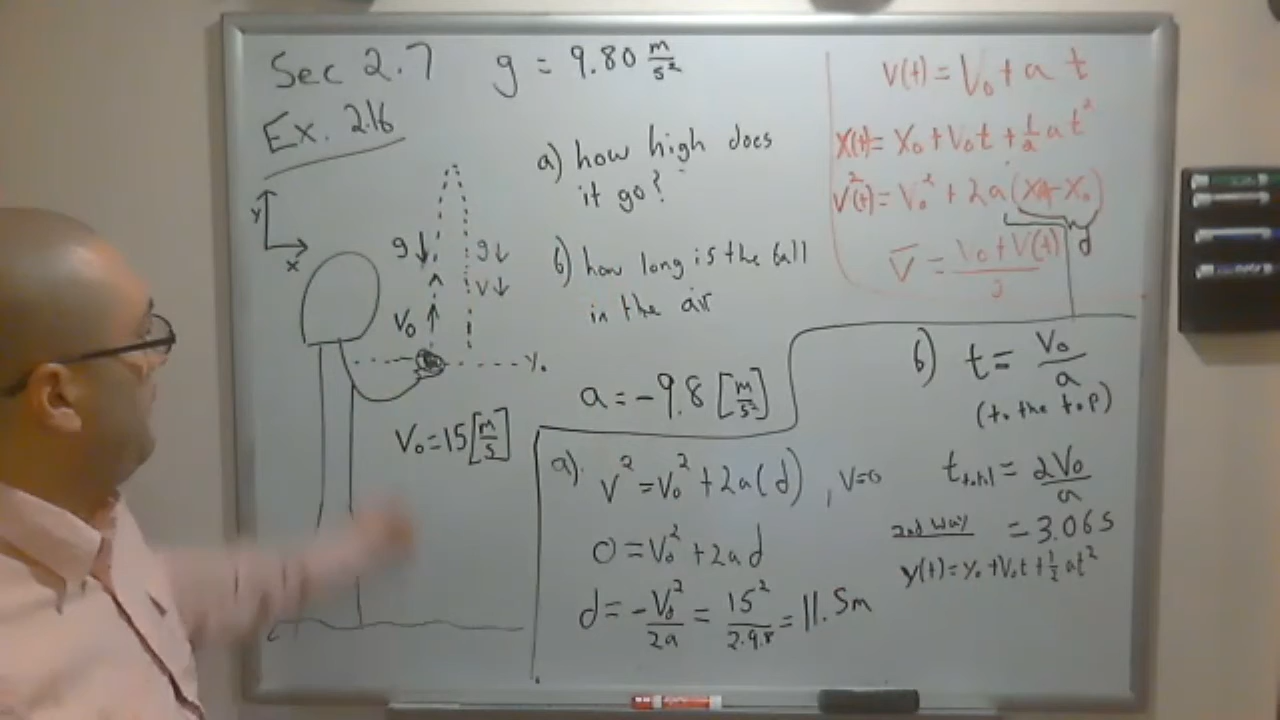 Sec 2.7
g = 9.80 m/s²
Ex. 2.16
a) how high does
it go?
b) how long is the ball
in the air
y
x
g↓
g↓
v↓
V₀ ↑
y₀
V₀ = 15 [m/s]
a = -9.8 [m/s²]
V(t) = V₀ + a t
X(t) = X₀ + V₀t + ½ a t²
V²(t) = V₀² + 2a(X - X₀)
d
V̄ = (V₀ + V(t))/2
a) V² = V₀² + 2a(d), V=0
0 = V₀² + 2ad
d = -V₀²/2a = 15²/2·9.8 = 11.5m
b) t = V₀/a
(to the top)
t total = 2V₀/a
= 3.06s
2nd way
y(t) = y₀ + V₀t + ½ at²